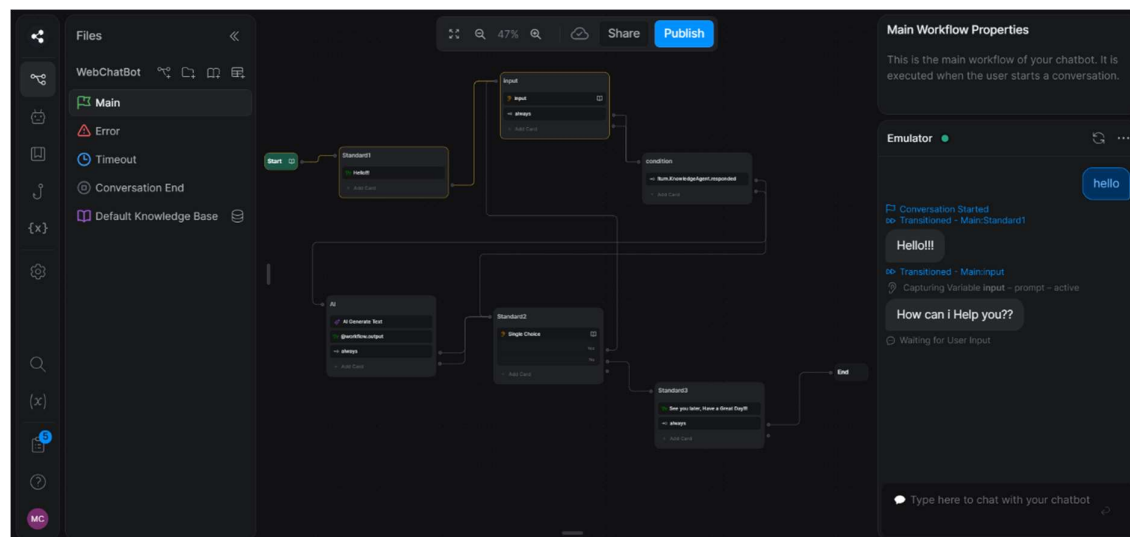 Files
WebChatBot
Main
Error
Timeout
Conversation End
Default Knowledge Base
{x}
(x)
5
MC
47%
Share
Publish
Start
Standard1
Hello!!!
Add Card
Input
Input
always
Add Card
condition
Add Card
AI
AI Generate Text
@workflow.output
always
Add Card
Standard2
Single Choice
Yes
No
Add Card
Standard3
See you later, Have a Great Day!!!
always
Add Card
End
Main Workflow Properties
This is the main workflow of your chatbot. It is
executed when the user starts a conversation.
Emulator
hello
Conversation Started
Transitioned - Main:Standard1
Hello!!!
Transitioned - Main:input
Capturing Variable input – prompt – active
How can i Help you??
Waiting for User Input
Type here to chat with your chatbot